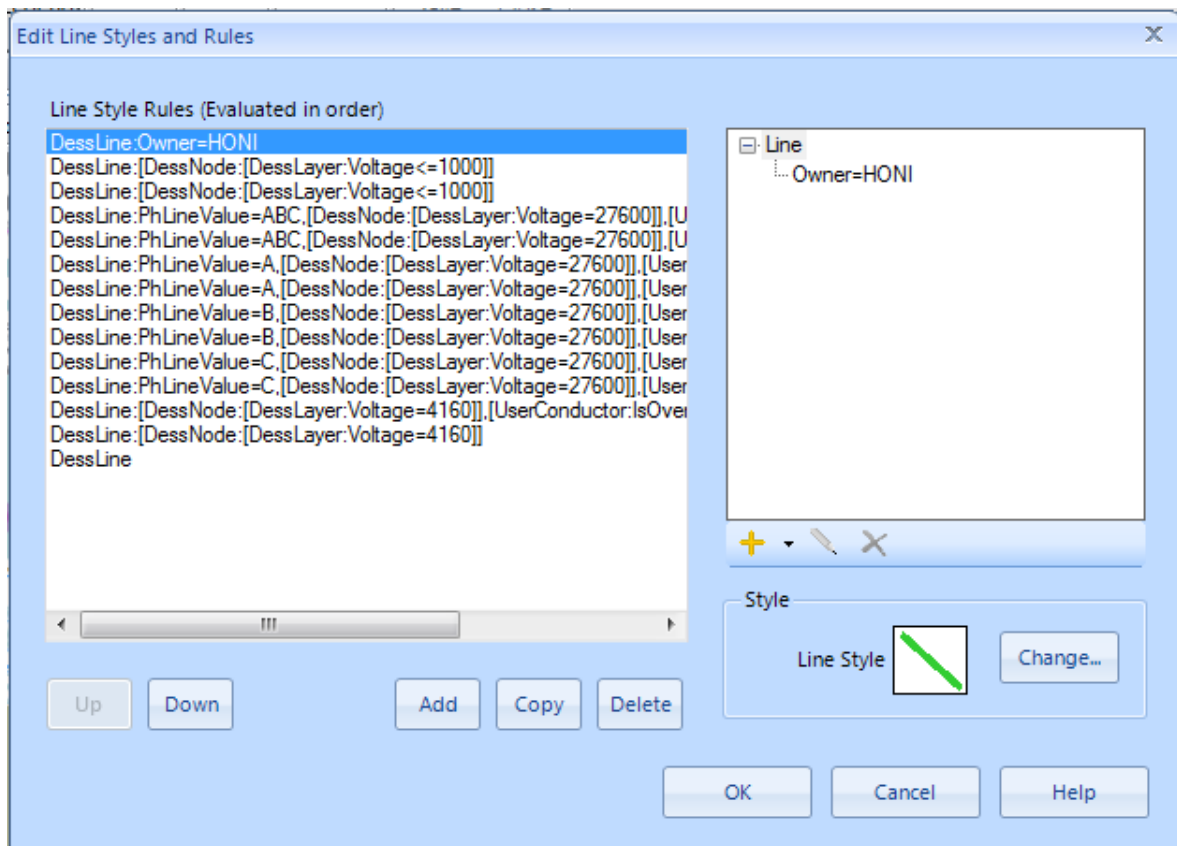 Edit Line Styles and Rules
Line Style Rules (Evaluated in order)
DessLine:Owner=HONI
DessLine:[DessNode:[DessLayer:Voltage<=1000]]
DessLine:[DessNode:[DessLayer:Voltage<=1000]]
DessLine:PhLineValue=ABC,[DessNode:[DessLayer:Voltage=27600]],[U
DessLine:PhLineValue=ABC,[DessNode:[DessLayer:Voltage=27600]],[U
DessLine:PhLineValue=A,[DessNode:[DessLayer:Voltage=27600]],[User
DessLine:PhLineValue=A,[DessNode:[DessLayer:Voltage=27600]],[User
DessLine:PhLineValue=B,[DessNode:[DessLayer:Voltage=27600]],[User
DessLine:PhLineValue=B,[DessNode:[DessLayer:Voltage=27600]],[User
DessLine:PhLineValue=C,[DessNode:[DessLayer:Voltage=27600]],[User
DessLine:PhLineValue=C,[DessNode:[DessLayer:Voltage=27600]],[User
DessLine:[DessNode:[DessLayer:Voltage=4160]],[UserConductor:IsOver
DessLine:[DessNode:[DessLayer:Voltage=4160]]
DessLine
Line
Owner=HONI
Style
Line Style
Change...
Up
Down
Add
Copy
Delete
OK
Cancel
Help